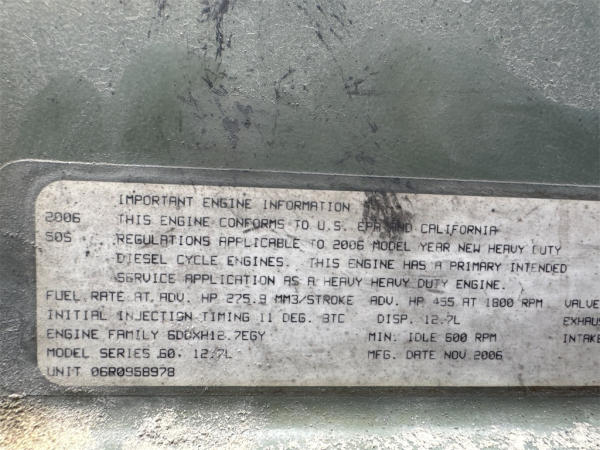 IMPORTANT ENGINE INFORMATION
2006 THIS ENGINE CONFORMS TO U.S. EPA AND CALIFORNIA
50S REGULATIONS APPLICABLE TO 2006 MODEL YEAR NEW HEAVY DUTY
DIESEL CYCLE ENGINES. THIS ENGINE HAS A PRIMARY INTENDED
SERVICE APPLICATION AS A HEAVY HEAVY DUTY ENGINE.
FUEL RATE AT ADV. HP 275.9 MM3/STROKE ADV. HP 455 AT 1800 RPM VALVE
INITIAL INJECTION TIMING 11 DEG. BTC DISP. 12.7L EXHAUS
ENGINE FAMILY 6DDXH12.7EGY MIN. IDLE 600 RPM INTAKE
MODEL SERIES 60, 12.7L MFG. DATE NOV 2006
UNIT 06R0958978